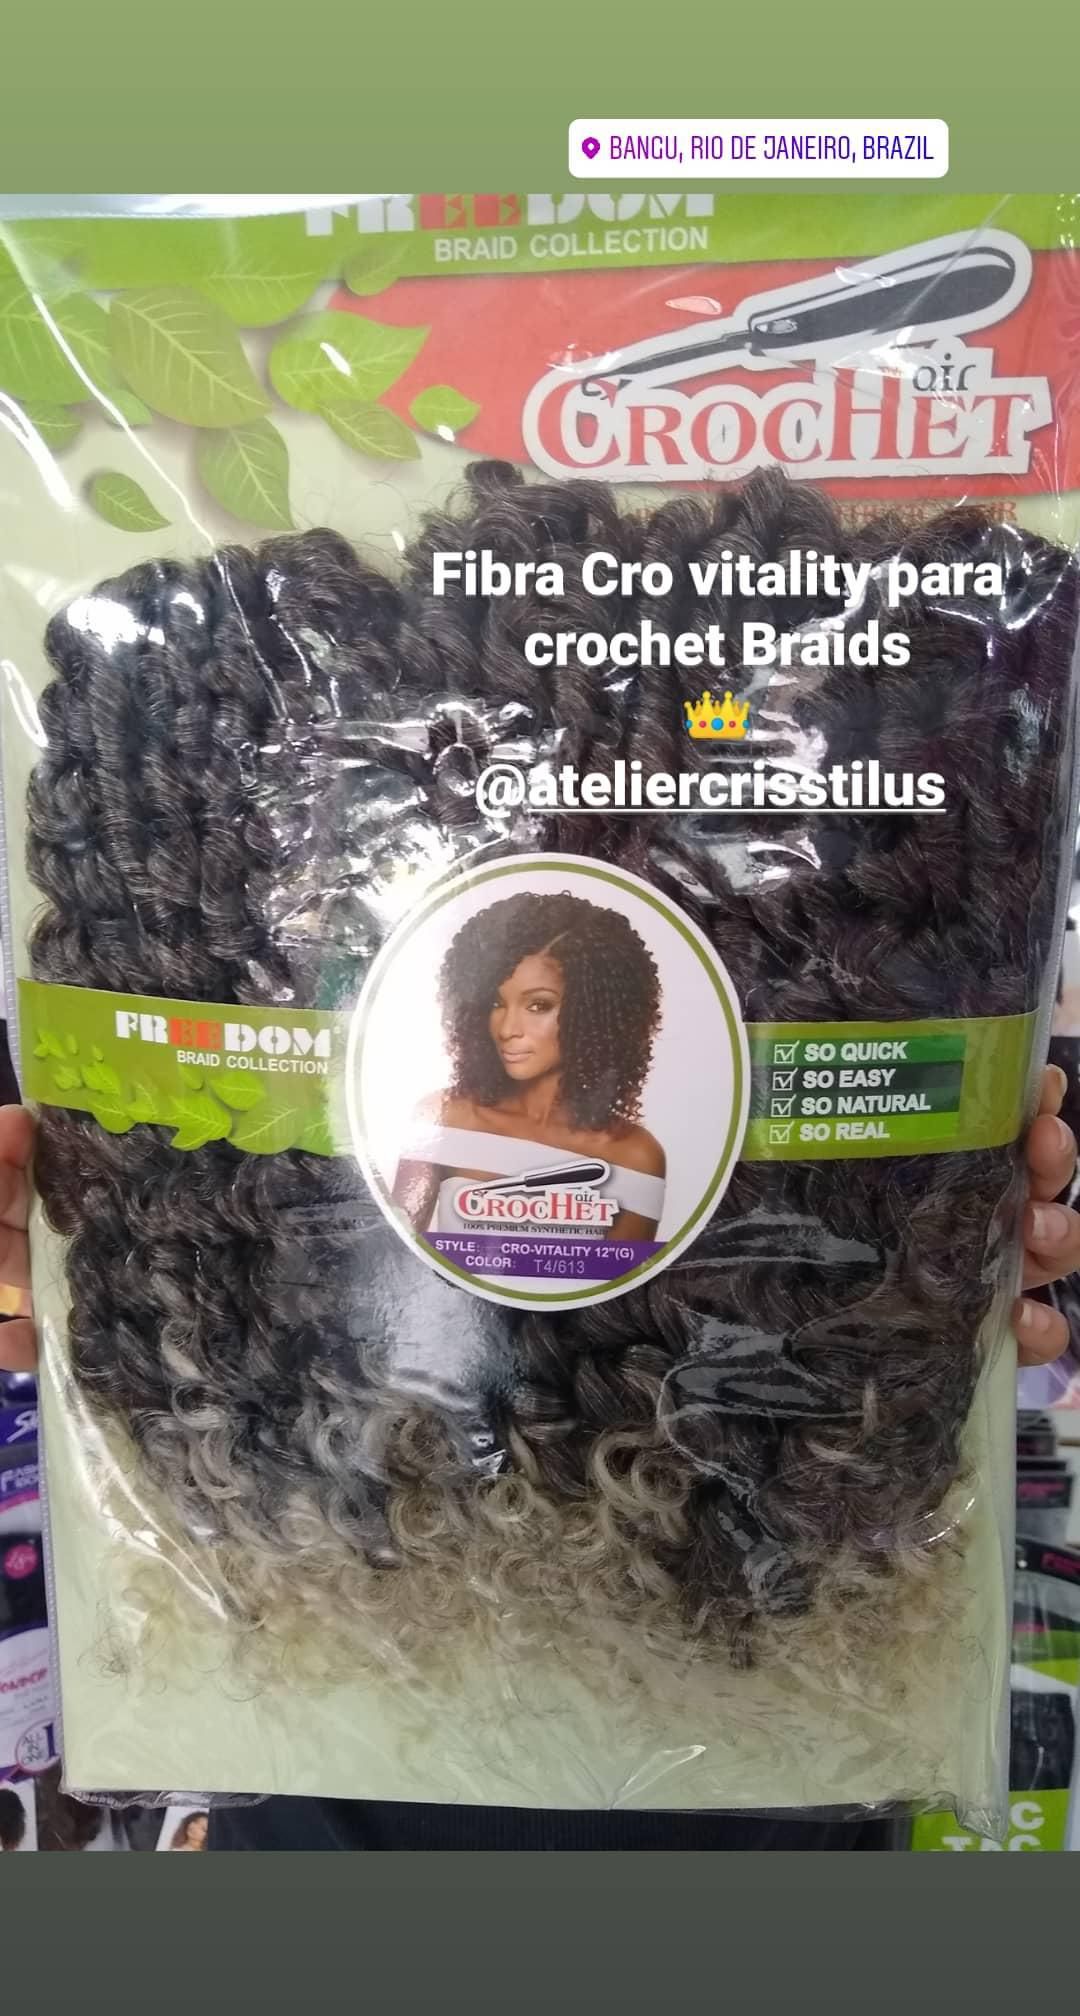 BANGU, RIO DE JANEIRO, BRAZIL
FREEDOM
BRAID COLLECTION
Hair
CROCHET
Fibra Cro vitality para
crochet Braids
@ateliercrisstilus
FREEDOM
BRAID COLLECTION
SO QUICK
SO EASY
SO NATURAL
SO REAL
Hair
CROCHET
100% PREMIUM SYNTHETIC HAIR
STYLE: CRO-VITALITY 12"(G)
COLOR: T4/613